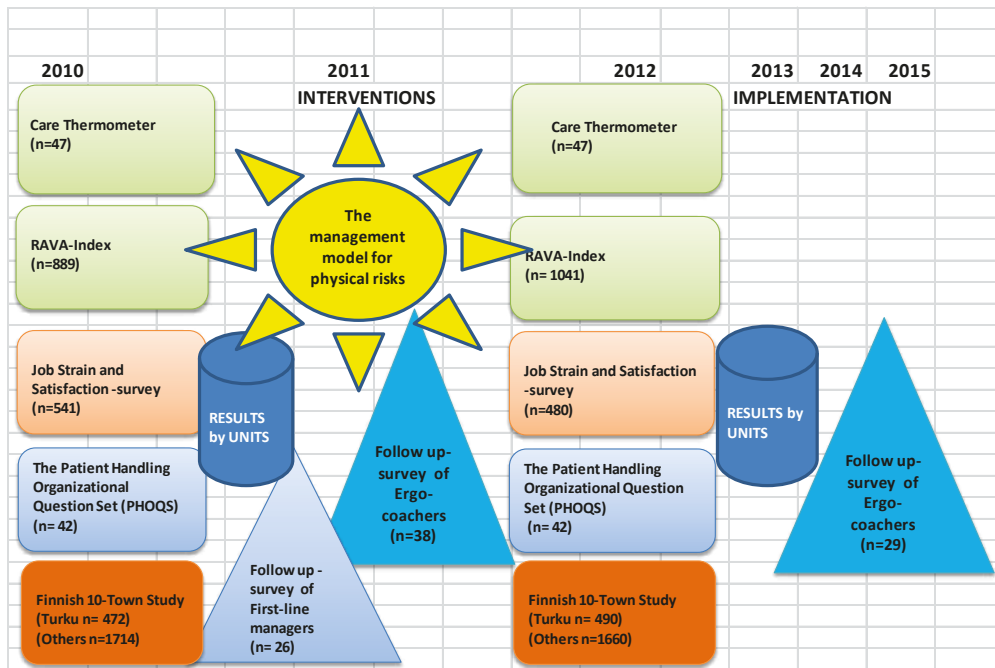 2010
2011
2012
2013
2014
2015
INTERVENTIONS
IMPLEMENTATION
Care Thermometer
(n=47)
RAVA-Index
(n=889)
Job Strain and
Satisfaction -survey
(n=541)
The Patient Handling
Organizational
Question Set (PHOQS)
(n= 42)
Finnish 10-Town Study
(Turku n= 472)
(Others n=1714)
The
management
model for
physical risks
RESULTS
by UNITS
Follow up -
survey of
First-line
managers
(n= 26)
Follow up-
survey of
Ergo-
coachers
(n=38)
Care Thermometer
(n=47)
RAVA-Index
(n= 1041)
Job Strain and Satisfaction
-survey
(n=480)
The Patient Handling
Organizational Question
Set (PHOQS)
(n= 42)
Finnish 10-Town Study
(Turku n= 490)
(Others n=1660)
RESULTS by
UNITS
Follow up-
survey of
Ergo-
coachers
(n=29)